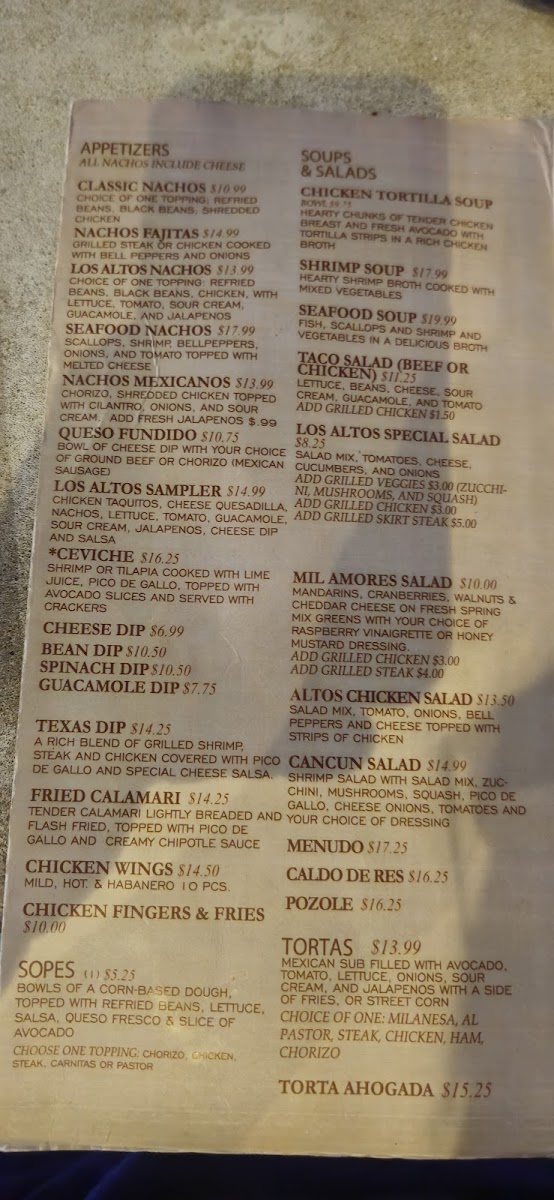 APPETIZERS
ALL NACHOS INCLUDE CHEESE
CLASSIC NACHOS $10.99
CHOICE OF ONE TOPPING: REFRIED
BEANS, BLACK BEANS, SHREDDED
CHICKEN
NACHOS FAJITAS $14.99
GRILLED STEAK OR CHICKEN COOKED
WITH BELL PEPPERS AND ONIONS
LOS ALTOS NACHOS $13.99
CHOICE OF ONE TOPPING: REFRIED
BEANS, BLACK BEANS, CHICKEN, WITH
LETTUCE, TOMATO, SOUR CREAM,
GUACAMOLE, AND JALAPENOS
SEAFOOD NACHOS $17.99
SCALLOPS, SHRIMP, BELLPEPPERS,
ONIONS, AND TOMATO TOPPED WITH
MELTED CHEESE
NACHOS MEXICANOS $13.99
CHORIZO, SHREDDED CHICKEN TOPPED
WITH CILANTRO, ONIONS, AND SOUR
CREAM, ADD FRESH JALAPENOS $.99
QUESO FUNDIDO $10.75
BOWL OF CHEESE DIP WITH YOUR CHOICE
OF GROUND BEEF OR CHORIZO (MEXICAN
SAUSAGE)
LOS ALTOS SAMPLER $14.99
CHICKEN TAQUITOS, CHEESE QUESADILLA,
NACHOS, LETTUCE, TOMATO, GUACAMOLE,
SOUR CREAM, JALAPENOS, CHEESE DIP
AND SALSA
*CEVICHE $16.25
SHRIMP OR TILAPIA COOKED WITH LIME
JUICE, PICO DE GALLO, TOPPED WITH
AVOCADO SLICES AND SERVED WITH
CRACKERS
CHEESE DIP $6.99
BEAN DIP $10.50
SPINACH DIP $10.50
GUACAMOLE DIP $7.75
TEXAS DIP $14.25
A RICH BLEND OF GRILLED SHRIMP,
STEAK AND CHICKEN COVERED WITH PICO
DE GALLO AND SPECIAL CHEESE SALSA.
FRIED CALAMARI $14.25
TENDER CALAMARI LIGHTLY BREADED AND
FLASH FRIED, TOPPED WITH PICO DE
GALLO AND CREAMY CHIPOTLE SAUCE
CHICKEN WINGS $14.50
MILD, HOT & HABANERO 10 PCS.
CHICKEN FINGERS & FRIES
$10.00
SOPES (1) $5.25
BOWLS OF A CORN-BASED DOUGH,
TOPPED WITH REFRIED BEANS, LETTUCE,
SALSA, QUESO FRESCO & SLICE OF
AVOCADO
CHOOSE ONE TOPPING: CHORIZO, CHICKEN,
STEAK, CARNITAS OR PASTOR
SOUPS
& SALADS
CHICKEN TORTILLA SOUP
BOWL
HEARTY CHUNKS OF TENDER CHICKEN
BREAST AND FRESH AVOCADO WITH
TORTILLA STRIPS IN A RICH CHICKEN
BROTH
SHRIMP SOUP $17.99
HEARTY SHRIMP BROTH COOKED WITH
MIXED VEGETABLES
SEAFOOD SOUP $19.99
FISH, SCALLOPS AND SHRIMP AND
VEGETABLES IN A DELICIOUS BROTH
TACO SALAD (BEEF OR
CHICKEN) $11.25
LETTUCE, BEANS, CHEESE, SOUR
CREAM, GUACAMOLE, AND TOMATO
ADD GRILLED CHICKEN $1.50
LOS ALTOS SPECIAL SALAD
$8.25
SALAD MIX, TOMATOES, CHEESE,
CUCUMBERS, AND ONIONS
ADD GRILLED VEGGIES $3.00 (ZUCCHI-
NI, MUSHROOMS, AND SQUASH)
ADD GRILLED CHICKEN $3.00
ADD GRILLED SKIRT STEAK $5.00
MIL AMORES SALAD $10.00
MANDARINS, CRANBERRIES, WALNUTS &
CHEDDAR CHEESE ON FRESH SPRING
MIX GREENS WITH YOUR CHOICE OF
RASPBERRY VINAIGRETTE OR HONEY
MUSTARD DRESSING.
ADD GRILLED CHICKEN $3.00
ADD GRILLED STEAK $4.00
ALTOS CHICKEN SALAD $13.50
SALAD MIX, TOMATO, ONIONS, BELL
PEPPERS AND CHEESE TOPPED WITH
STRIPS OF CHICKEN
CANCUN SALAD $14.99
SHRIMP SALAD WITH SALAD MIX, ZUC-
CHINI, MUSHROOMS, SQUASH, PICO DE
GALLO, CHEESE ONIONS, TOMATOES AND
YOUR CHOICE OF DRESSING
MENUDO $17.25
CALDO DE RES $16.25
POZOLE $16.25
TORTAS $13.99
MEXICAN SUB FILLED WITH AVOCADO,
TOMATO, LETTUCE, ONIONS, SOUR
CREAM, AND JALAPENOS WITH A SIDE
OF FRIES, OR STREET CORN
CHOICE OF ONE: MILANESA, AL
PASTOR, STEAK, CHICKEN, HAM,
CHORIZO
TORTA AHOGADA $15.25